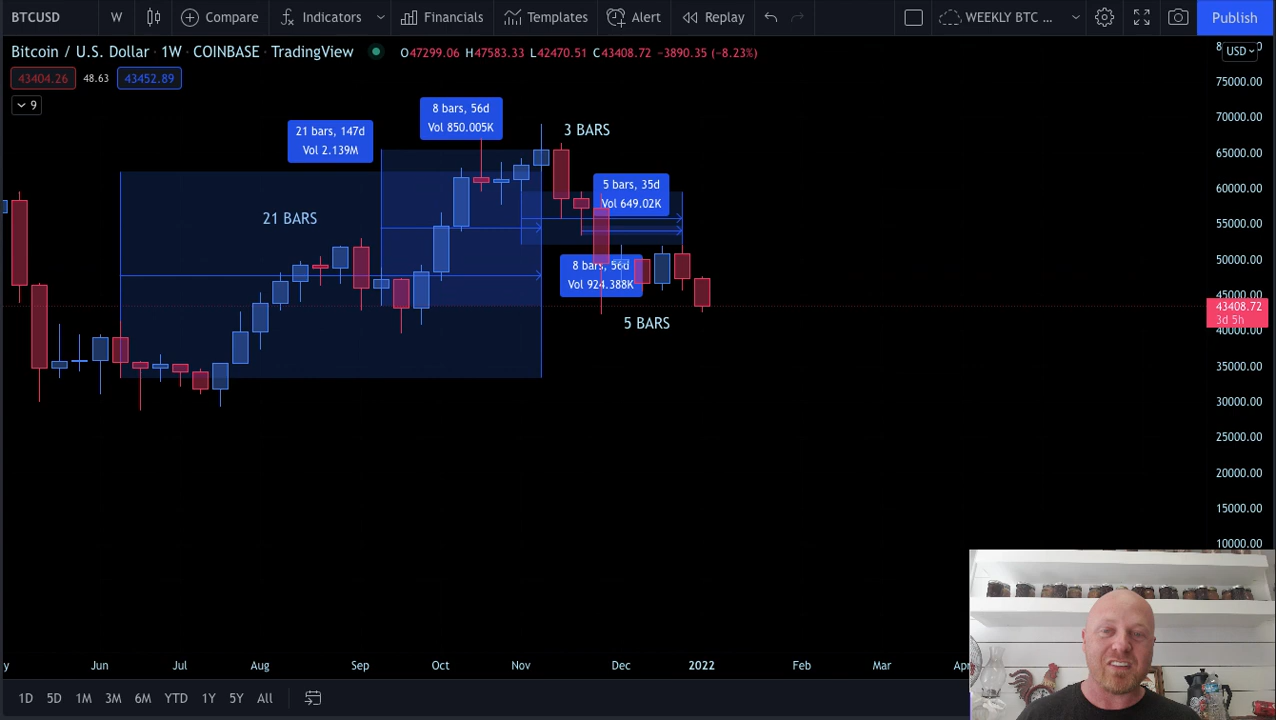 BTCUSD W Compare Indicators Financials Templates Alert Replay WEEKLY BTC ... Publish
Bitcoin / U.S. Dollar · 1W · COINBASE · TradingView O47299.06 H47583.33 L42470.51 C43408.72 −3890.35 (−8.23%)
USD
43404.26 48.63 43452.89
9
75000.00
70000.00
65000.00
60000.00
55000.00
50000.00
45000.00
43408.72
3d 5h
40000.00
35000.00
30000.00
25000.00
20000.00
15000.00
10000.00
8 bars, 56d
Vol 850.005K
21 bars, 147d
Vol 2.139M
3 BARS
5 bars, 35d
Vol 649.02K
21 BARS
8 bars, 56d
Vol 924.388K
5 BARS
Jun Jul Aug Sep Oct Nov Dec 2022 Feb Mar
1D 5D 1M 3M 6M YTD 1Y 5Y All